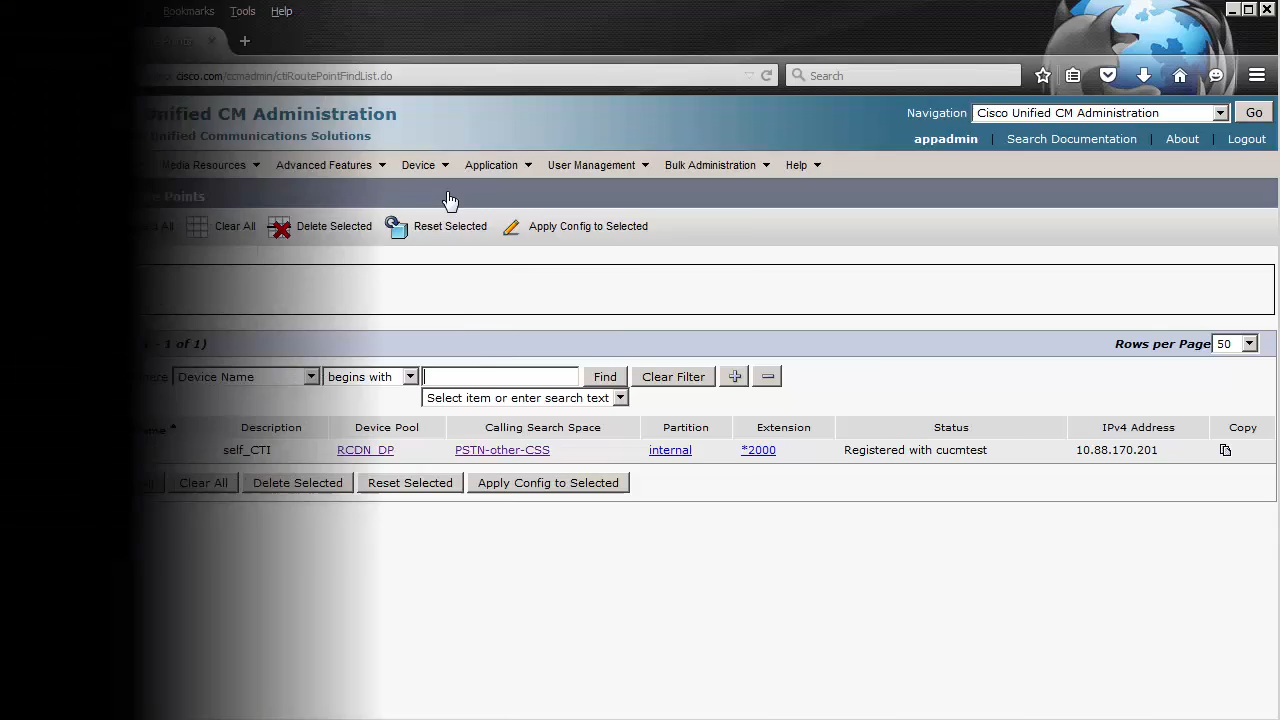 Bookmarks Tools Help
cisco.com/ccmadmin/ctiRoutePointFindList.do Search
Unified CM Administration
Unified Communications Solutions
Navigation Cisco Unified CM Administration Go
appadmin | Search Documentation | About | Logout
Media Resources Advanced Features Device Application User Management Bulk Administration Help
Points
All Clear All Delete Selected Reset Selected Apply Config to Selected
- 1 of 1) Rows per Page 50
Device Name begins with Find Clear Filter
Select item or enter search text
Description Device Pool Calling Search Space Partition Extension Status IPv4 Address Copy
self_CTI RCDN_DP PSTN-other-CSS internal *2000 Registered with cucmtest 10.88.170.201
Clear All Delete Selected Reset Selected Apply Config to Selected